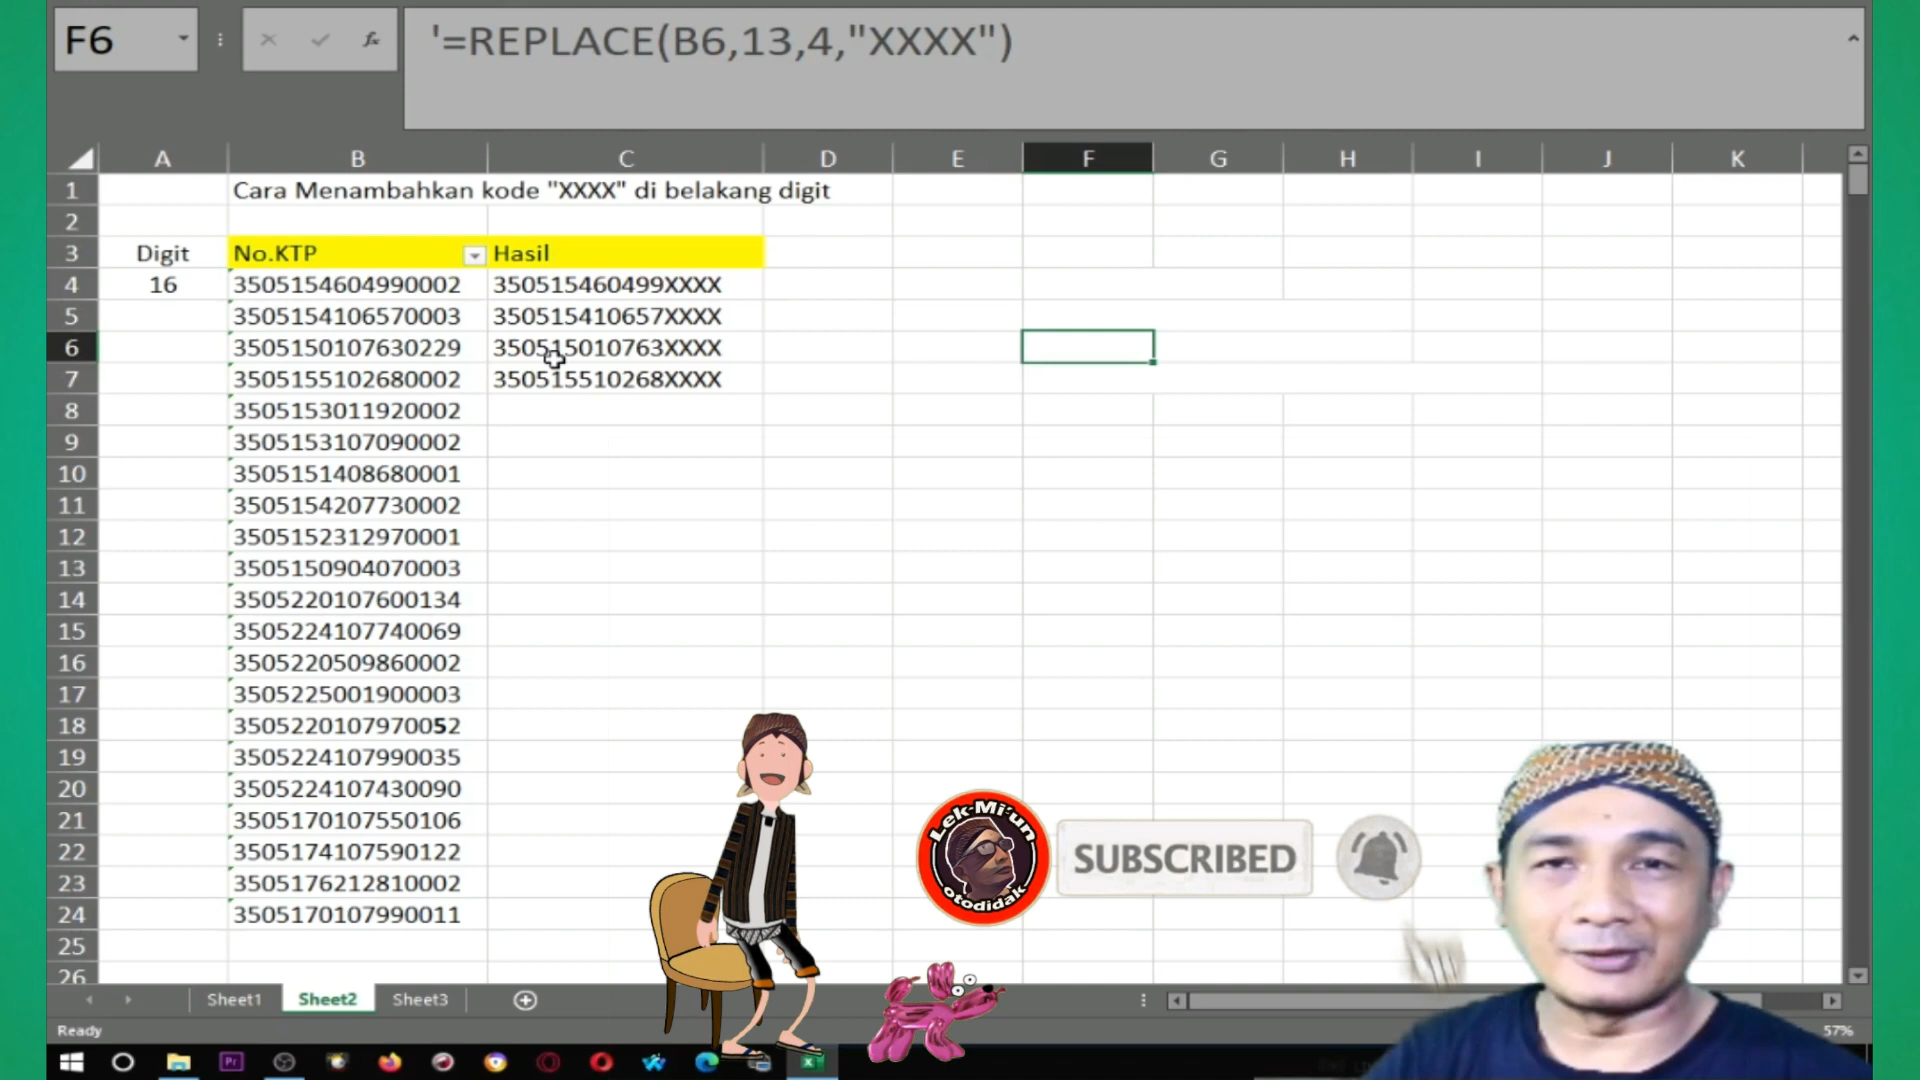 F6 fx '=REPLACE(B6,13,4,"XXXX")
A B C D E F G H I J K
1 Cara Menambahkan kode "XXXX" di belakang digit
2
3 Digit No.KTP Hasil
4 16 3505154604990002 350515460499XXXX
5 3505154106570003 350515410657XXXX
6 3505150107630229 350515010763XXXX
7 3505155102680002 350515510268XXXX
8 3505153011920002
9 3505153107090002
10 3505151408680001
11 3505154207730002
12 3505152312970001
13 3505150904070003
14 3505220107600134
15 3505224107740069
16 3505220509860002
17 3505225001900003
18 3505220107970052
19 3505224107990035
20 3505224107430090
21 3505170107550106
22 3505174107590122
23 3505176212810002
24 3505170107990011
25
26
Lek-Mi'un
Otodidak
SUBSCRIBED
Sheet1 Sheet2 Sheet3
Ready 57%
Pr